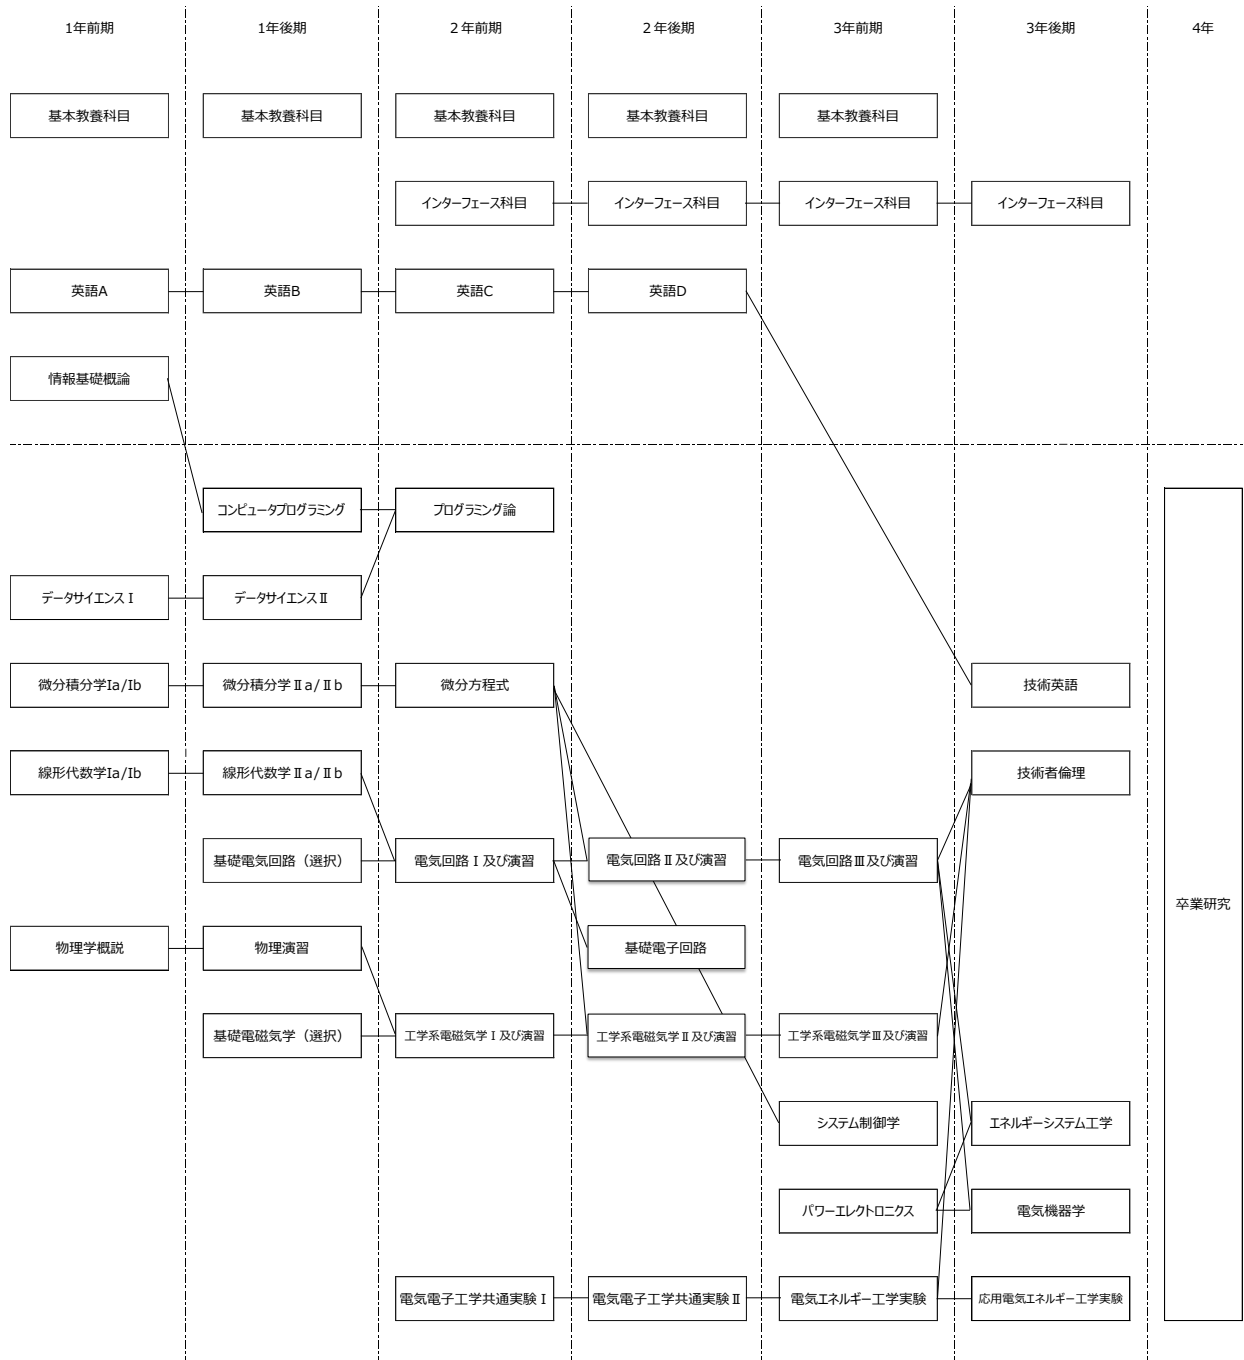 1年前期
1年後期
２年前期
２年後期
3年前期
3年後期
4年
基本教養科目
基本教養科目
基本教養科目
基本教養科目
基本教養科目
インターフェース科目
インターフェース科目
インターフェース科目
インターフェース科目
英語A
英語B
英語C
英語D
情報基礎概論
コンピュータプログラミング
プログラミング論
データサイエンスⅠ
データサイエンスⅡ
微分積分学Ia/Ib
微分積分学Ⅱa/Ⅱb
微分方程式
技術英語
線形代数学Ia/Ib
線形代数学Ⅱa/Ⅱb
技術者倫理
基礎電気回路（選択）
電気回路Ⅰ及び演習
電気回路Ⅱ及び演習
電気回路Ⅲ及び演習
卒業研究
物理学概説
物理演習
基礎電子回路
基礎電磁気学（選択）
工学系電磁気学Ⅰ及び演習
工学系電磁気学Ⅱ及び演習
工学系電磁気学Ⅲ及び演習
システム制御学
エネルギーシステム工学
パワーエレクトロニクス
電気機器学
電気電子工学共通実験Ⅰ
電気電子工学共通実験Ⅱ
電気エネルギー工学実験
応用電気エネルギー工学実験